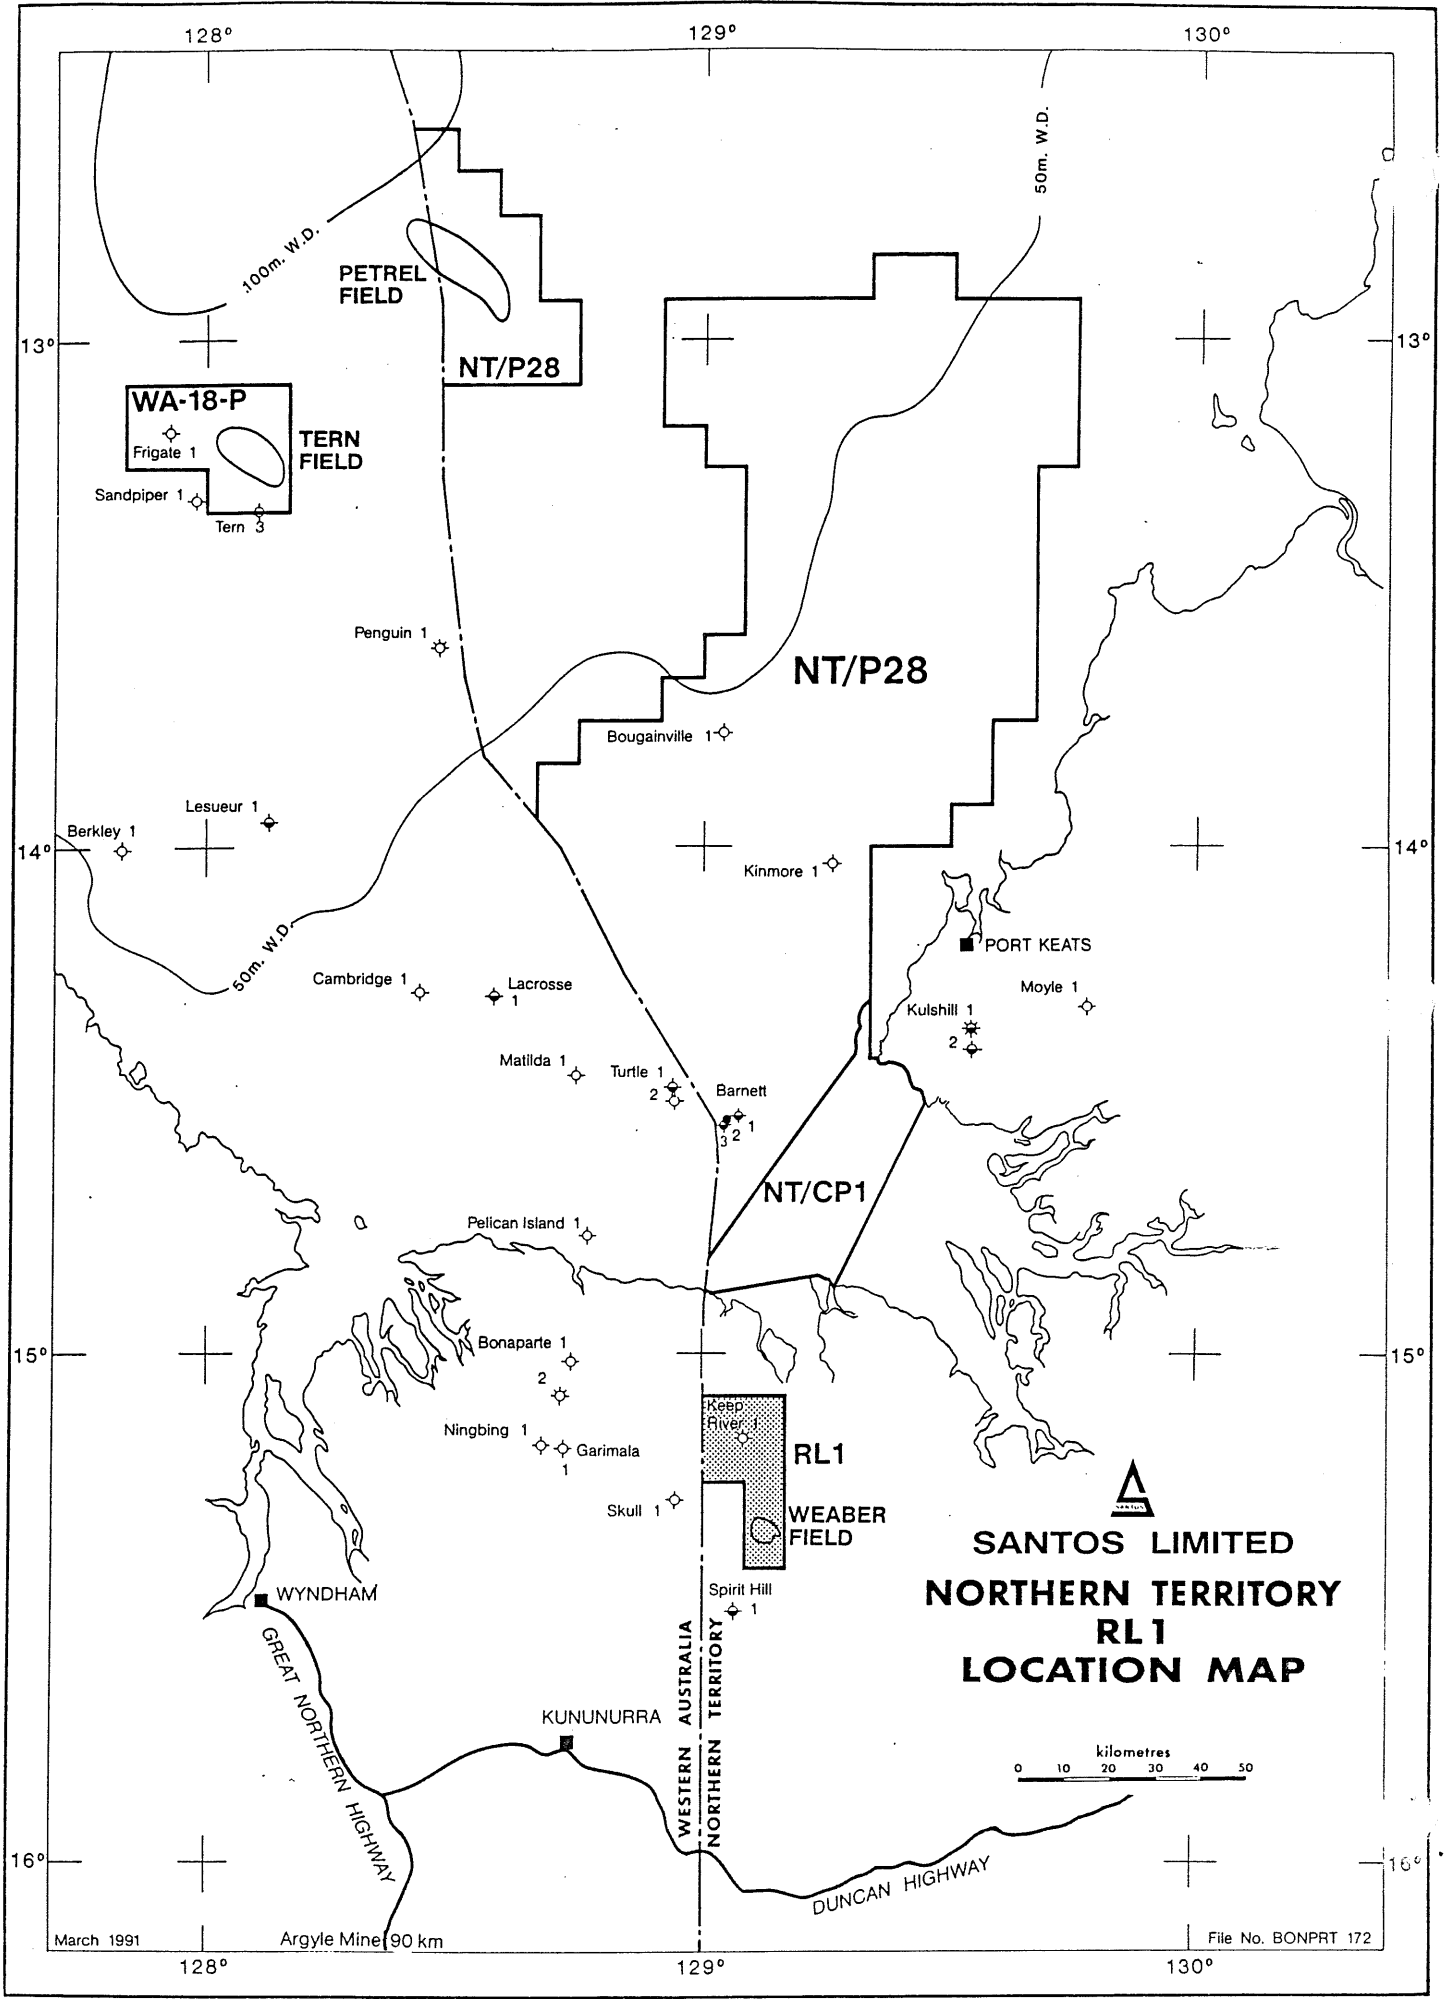 128°
129°
130°
50m. W.D.
100m. W.D.
PETREL
FIELD
13°
13°
NT/P28
WA-18-P
Frigate 1
TERN
FIELD
Sandpiper 1
Tern 3
Penguin 1
NT/P28
Bougainville 1
Lesueur 1
Berkley 1
14°
14°
Kinmore 1
50m. W.D.
PORT KEATS
Cambridge 1
Lacrosse
1
Moyle 1
Kulshill 1
2
Matilda 1
Turtle 1
2
Barnett
3 2 1
NT/CP1
Pelican Island 1
Bonaparte 1
15°
15°
2
Keep
River 1
Ningbing 1
Garimala
1
RL1
Skull 1
WEABER
FIELD
SANTOS
SANTOS LIMITED
NORTHERN TERRITORY
RL1
LOCATION MAP
WYNDHAM
Spirit Hill
1
GREAT NORTHERN HIGHWAY
WESTERN AUSTRALIA
NORTHERN TERRITORY
KUNUNURRA
kilometres
0 10 20 30 40 50
16°
16°
DUNCAN HIGHWAY
March 1991
Argyle Mine 90 km
File No. BONPRT 172
128°
129°
130°